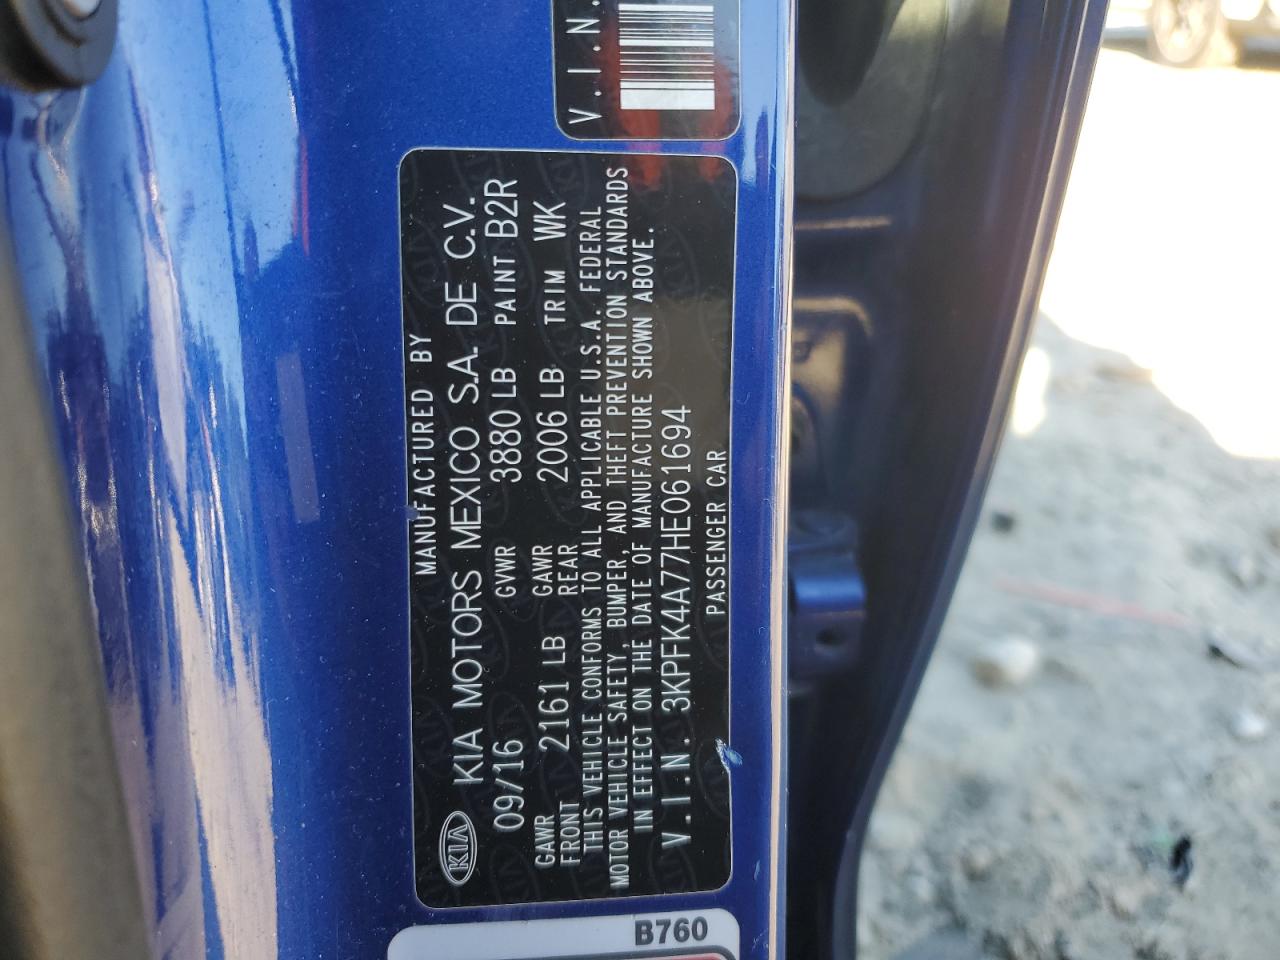 V.I.N.
MANUFACTURED BY
KIA KIA MOTORS MEXICO S.A. DE C.V.
09/16 GVWR 3880 LB PAINT B2R
GAWR FRONT 2161 LB GAWR REAR 2006 LB TRIM WK
THIS VEHICLE CONFORMS TO ALL APPLICABLE U.S.A. FEDERAL
MOTOR VEHICLE SAFETY, BUMPER, AND THEFT PREVENTION STANDARDS
IN EFFECT ON THE DATE OF MANUFACTURE SHOWN ABOVE.
V.I.N. 3KPFK4A77HE061694
PASSENGER CAR
B760